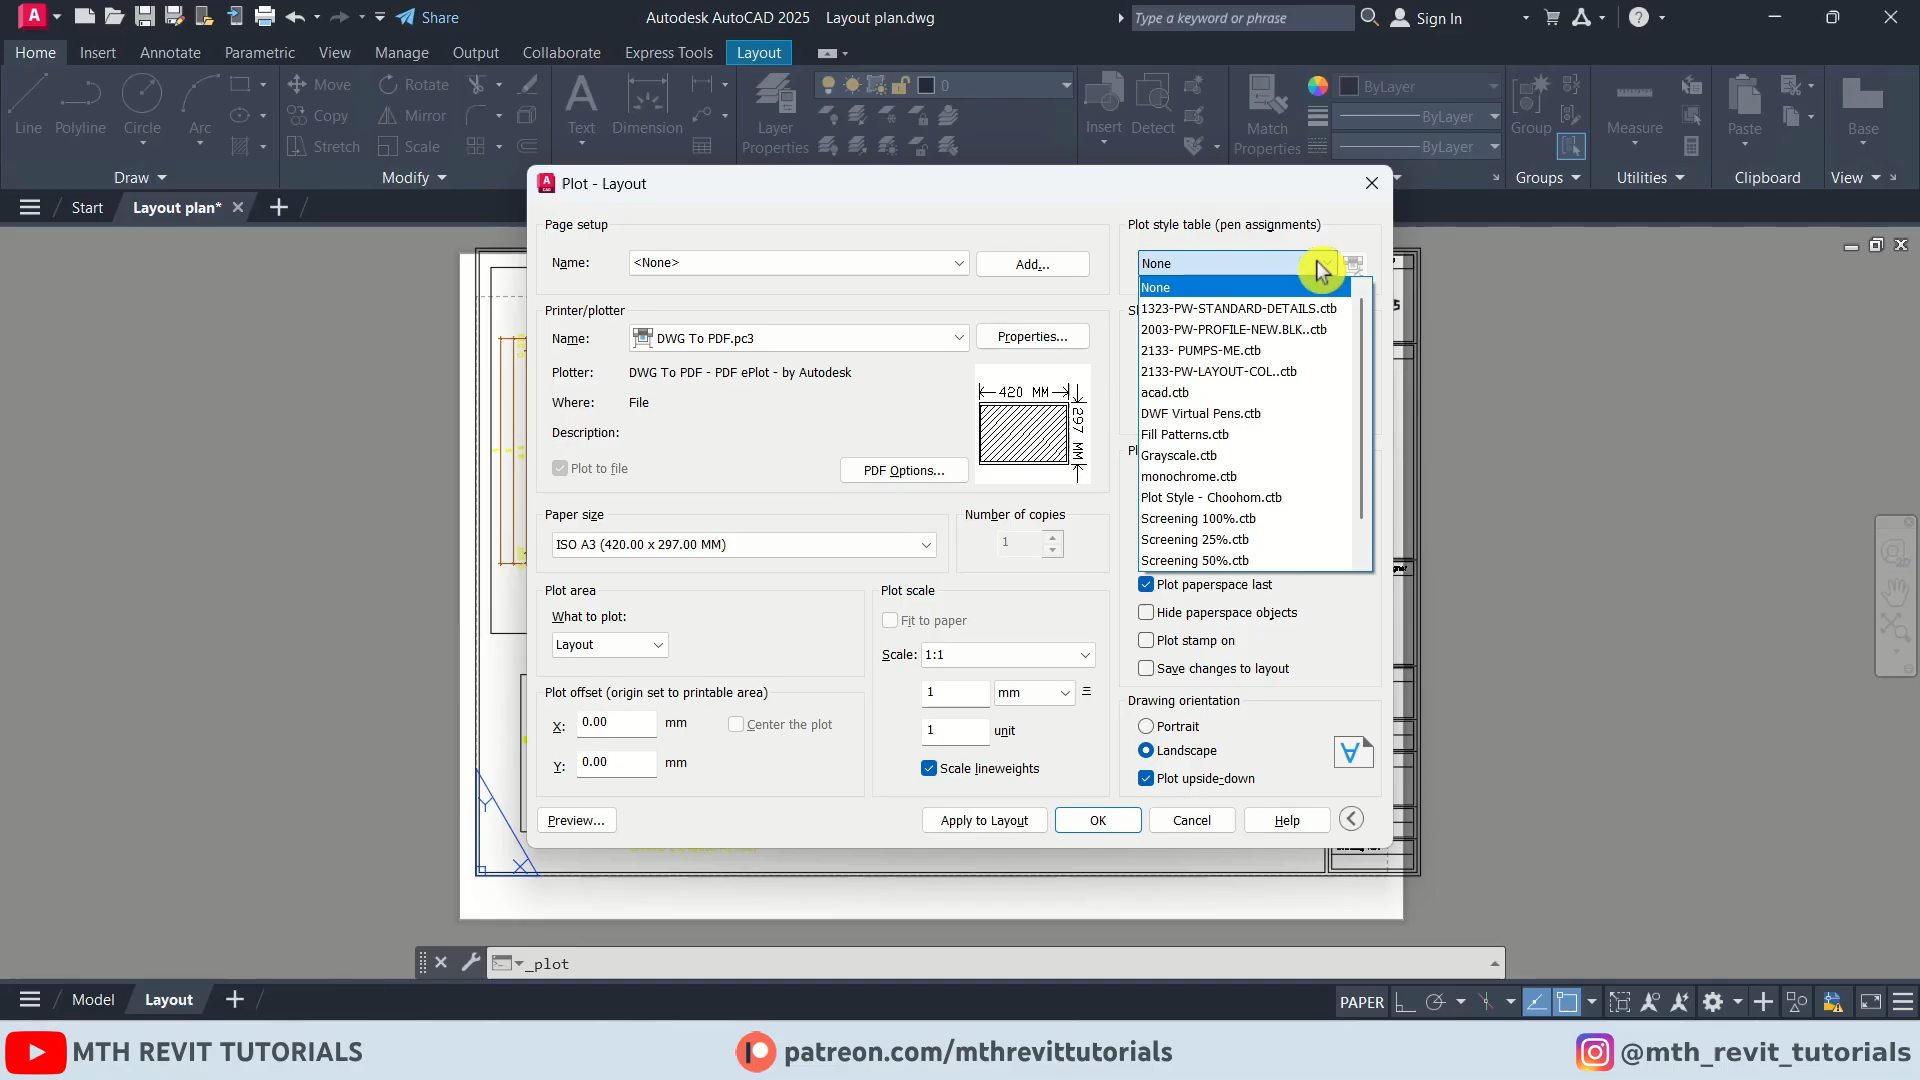 Share
Autodesk AutoCAD 2025 Layout plan.dwg
Type a keyword or phrase
Sign In
Home Insert Annotate Parametric View Manage Output Collaborate Express Tools Layout
Line Polyline Circle Arc
Move Rotate
Copy Mirror
Stretch Scale
Text Dimension
Layer Properties
0
Insert Detect
Match Properties
ByLayer
ByLayer
ByLayer
Group Measure Paste Base
Draw Modify Groups Utilities Clipboard View
Start Layout plan*
Plot - Layout
Page setup
Name: <None> Add...
Printer/plotter
Name: DWG To PDF.pc3 Properties...
Plotter: DWG To PDF - PDF ePlot - by Autodesk
Where: File
Description:
Plot to file
PDF Options...
420 MM
297 MM
Paper size
ISO A3 (420.00 x 297.00 MM)
Number of copies
1
Plot area
What to plot:
Layout
Plot offset (origin set to printable area)
X: 0.00 mm
Center the plot
Y: 0.00 mm
Plot scale
Fit to paper
Scale: 1:1
1 mm =
1 unit
Scale lineweights
Plot style table (pen assignments)
None
None
1323-PW-STANDARD-DETAILS.ctb
2003-PW-PROFILE-NEW.BLK..ctb
2133- PUMPS-ME.ctb
2133-PW-LAYOUT-COL..ctb
acad.ctb
DWF Virtual Pens.ctb
Fill Patterns.ctb
Grayscale.ctb
monochrome.ctb
Plot Style - Choohom.ctb
Screening 100%.ctb
Screening 25%.ctb
Screening 50%.ctb
Plot paperspace last
Hide paperspace objects
Plot stamp on
Save changes to layout
Drawing orientation
Portrait
Landscape
Plot upside-down
Preview... Apply to Layout OK Cancel Help
Y
X
_plot
Model Layout
PAPER
MTH REVIT TUTORIALS
patreon.com/mthrevittutorials
@mth_revit_tutorials